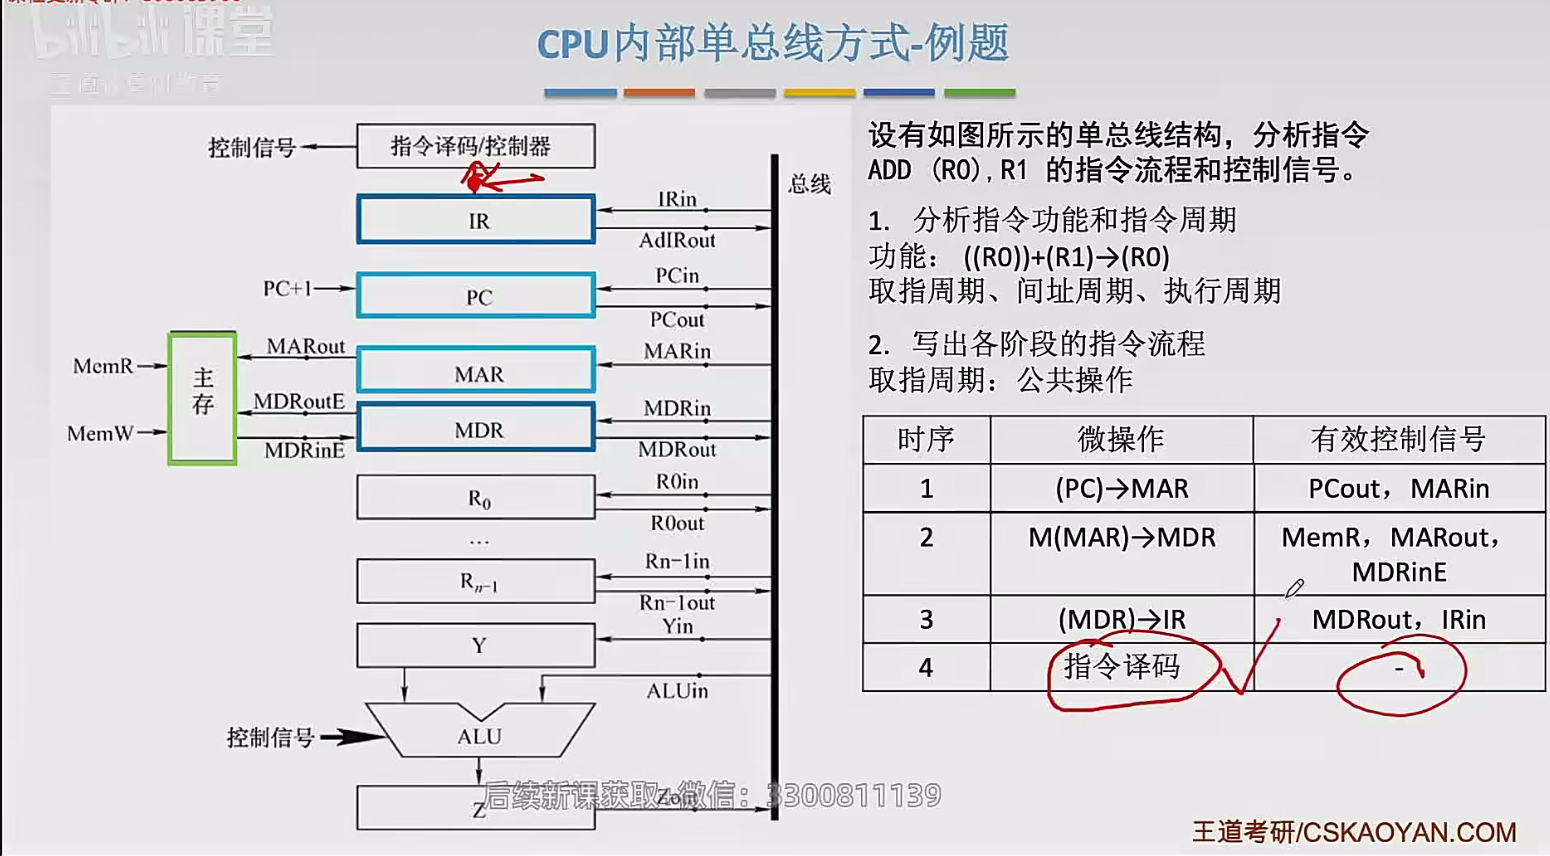 bilibili 课堂
CPU内部单总线方式-例题
控制信号
指令译码/控制器
总线
IR
IRin
AdIRout
PC+1
PC
PCin
PCout
MemR
MemW
主存
MARout
MDRoutE
MDRinE
MAR
MARin
MDR
MDRin
MDRout
R0
R0in
R0out
…
Rn-1
Rn-1in
Rn-1out
Y
Yin
ALUin
控制信号
ALU
Z
Zout
设有如图所示的单总线结构，分析指令
ADD (R0),R1 的指令流程和控制信号。
1. 分析指令功能和指令周期
功能： ((R0))+(R1)→(R0)
取指周期、间址周期、执行周期
2. 写出各阶段的指令流程
取指周期：公共操作
时序 微操作 有效控制信号
1 (PC)→MAR PCout，MARin
2 M(MAR)→MDR MemR，MARout，
MDRinE
3 (MDR)→IR MDRout，IRin
4 指令译码 -
后续新课获取 微信：3300811139
王道考研/CSKAOYAN.COM